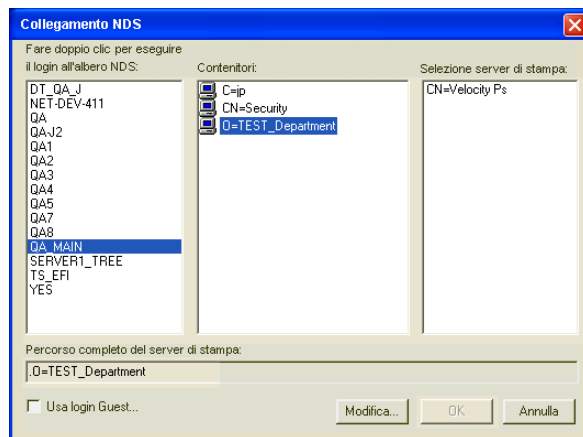 Collegamento NDS
Fare doppio clic per eseguire
il login all'albero NDS:
DT_QA_J
NET-DEV-411
QA
QA-J2
QA1
QA2
QA3
QA4
QA5
QA7
QA8
QA_MAIN
SERVER1_TREE
TS_EFI
YES
Contenitori:
C=jp
CN=Security
O=TEST_Department
Selezione server di stampa:
CN=Velocity Ps
Percorso completo del server di stampa:
.O=TEST_Department
Usa login Guest...
Modifica...
OK
Annulla